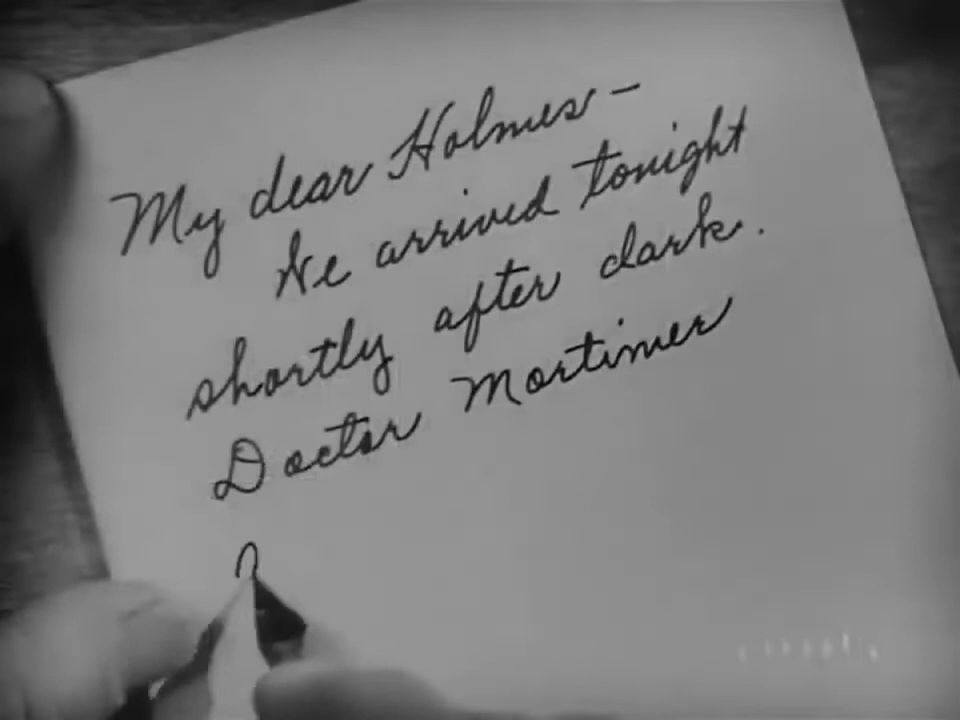 My dear Holmes -
We arrived tonight
shortly after dark.
Doctor Mortimer